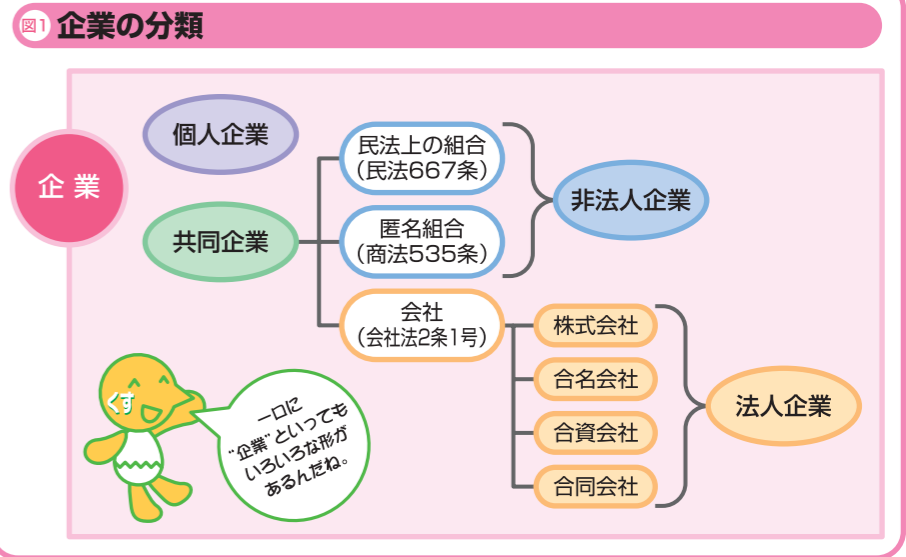 図1 企業の分類
企業
個人企業
共同企業
民法上の組合
(民法667条)
匿名組合
(商法535条)
会社
(会社法2条1号)
非法人企業
株式会社
合名会社
合資会社
合同会社
法人企業
くす
一口に
“企業”といっても
いろいろな形が
あるんだね。